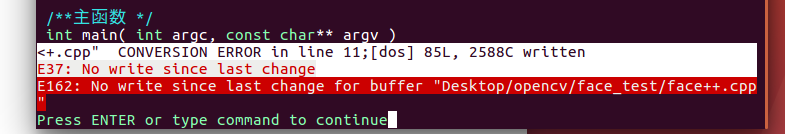 /**主函数 */
int main( int argc, const char** argv )
<+.cpp"  CONVERSION ERROR in line 11;[dos] 85L, 2588C written
E37: No write since last change
E162: No write since last change for buffer "Desktop/opencv/face_test/face++.cpp
"
Press ENTER or type command to continue